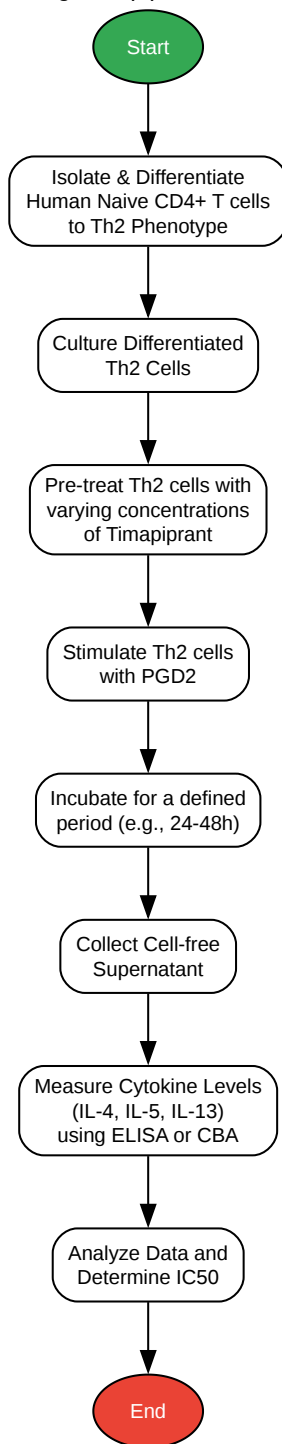 Start
Isolate & Differentiate
Human Naive CD4+ T cells
to Th2 Phenotype
Culture Differentiated
Th2 Cells
Pre-treat Th2 cells with
varying concentrations
of Timapiprant
Stimulate Th2 cells
with PGD2
Incubate for a defined
period (e.g., 24-48h)
Collect Cell-free
Supernatant
Measure Cytokine Levels
(IL-4, IL-5, IL-13)
using ELISA or CBA
Analyze Data and
Determine IC50
End